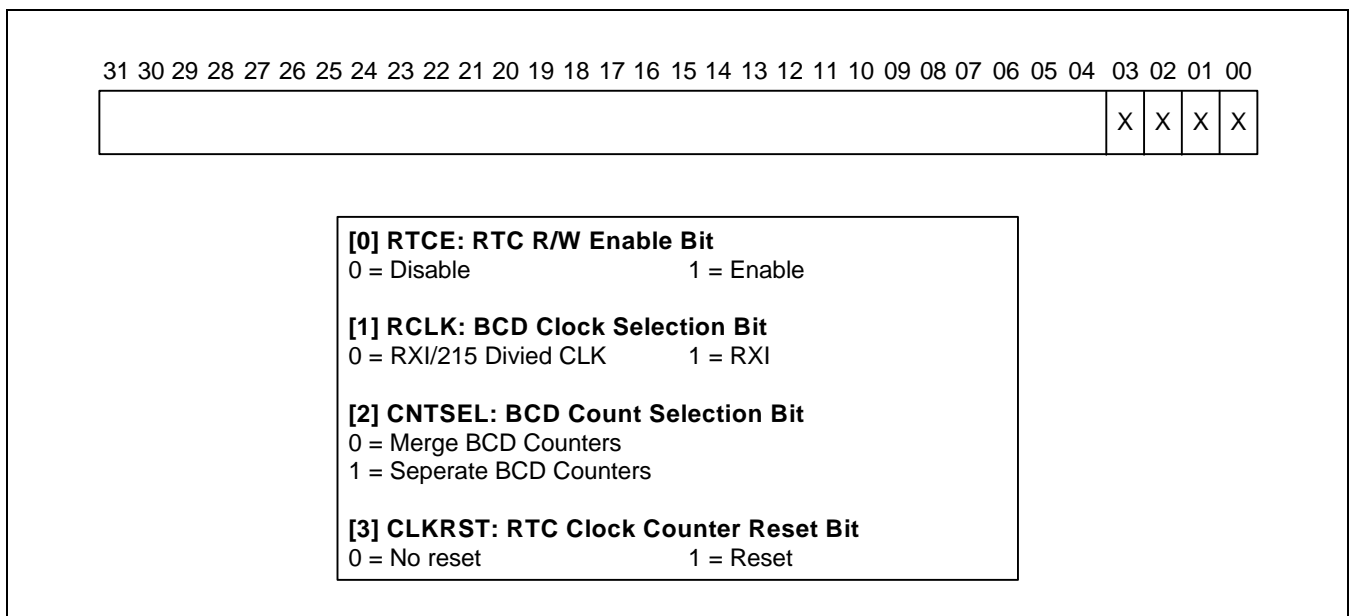 31 30 29 28 27 26 25 24 23 22 21 20 19 18 17 16 15 14 13 12 11 10 09 08 07 06 05 04 03 02 01 00
X X X X
[0] RTCE: RTC R/W Enable Bit
0 = Disable 1 = Enable
[1] RCLK: BCD Clock Selection Bit
0 = RXI/215 Divied CLK 1 = RXI
[2] CNTSEL: BCD Count Selection Bit
0 = Merge BCD Counters
1 = Seperate BCD Counters
[3] CLKRST: RTC Clock Counter Reset Bit
0 = No reset 1 = Reset